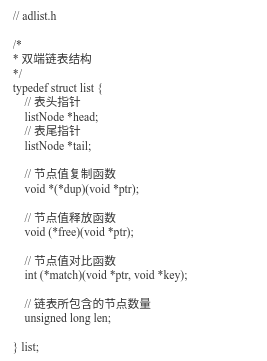 // adlist.h
/*
* 双端链表结构
*/
typedef struct list {
// 表头指针
listNode *head;
// 表尾指针
listNode *tail;
// 节点值复制函数
void *(*dup)(void *ptr);
// 节点值释放函数
void (*free)(void *ptr);
// 节点值对比函数
int (*match)(void *ptr, void *key);
// 链表所包含的节点数量
unsigned long len;
} list;